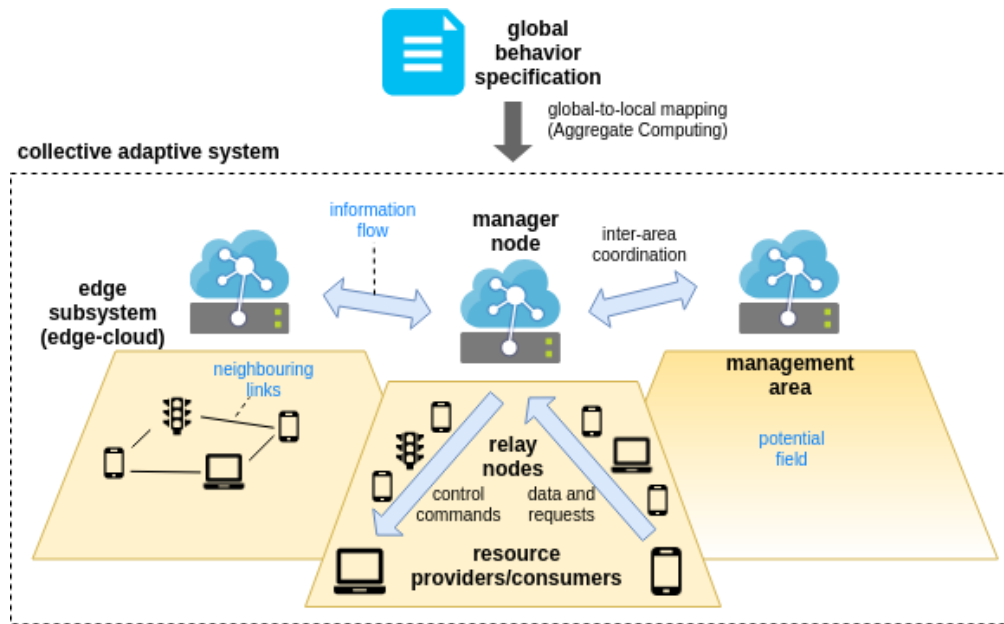 global
behavior
specification
global-to-local mapping
(Aggregate Computing)
collective adaptive system
information
flow
manager
node
inter-area
coordination
edge
subsystem
(edge-cloud)
neighbouring
links
management
area
potential
field
relay
nodes
control
commands
data and
requests
resource
providers/consumers